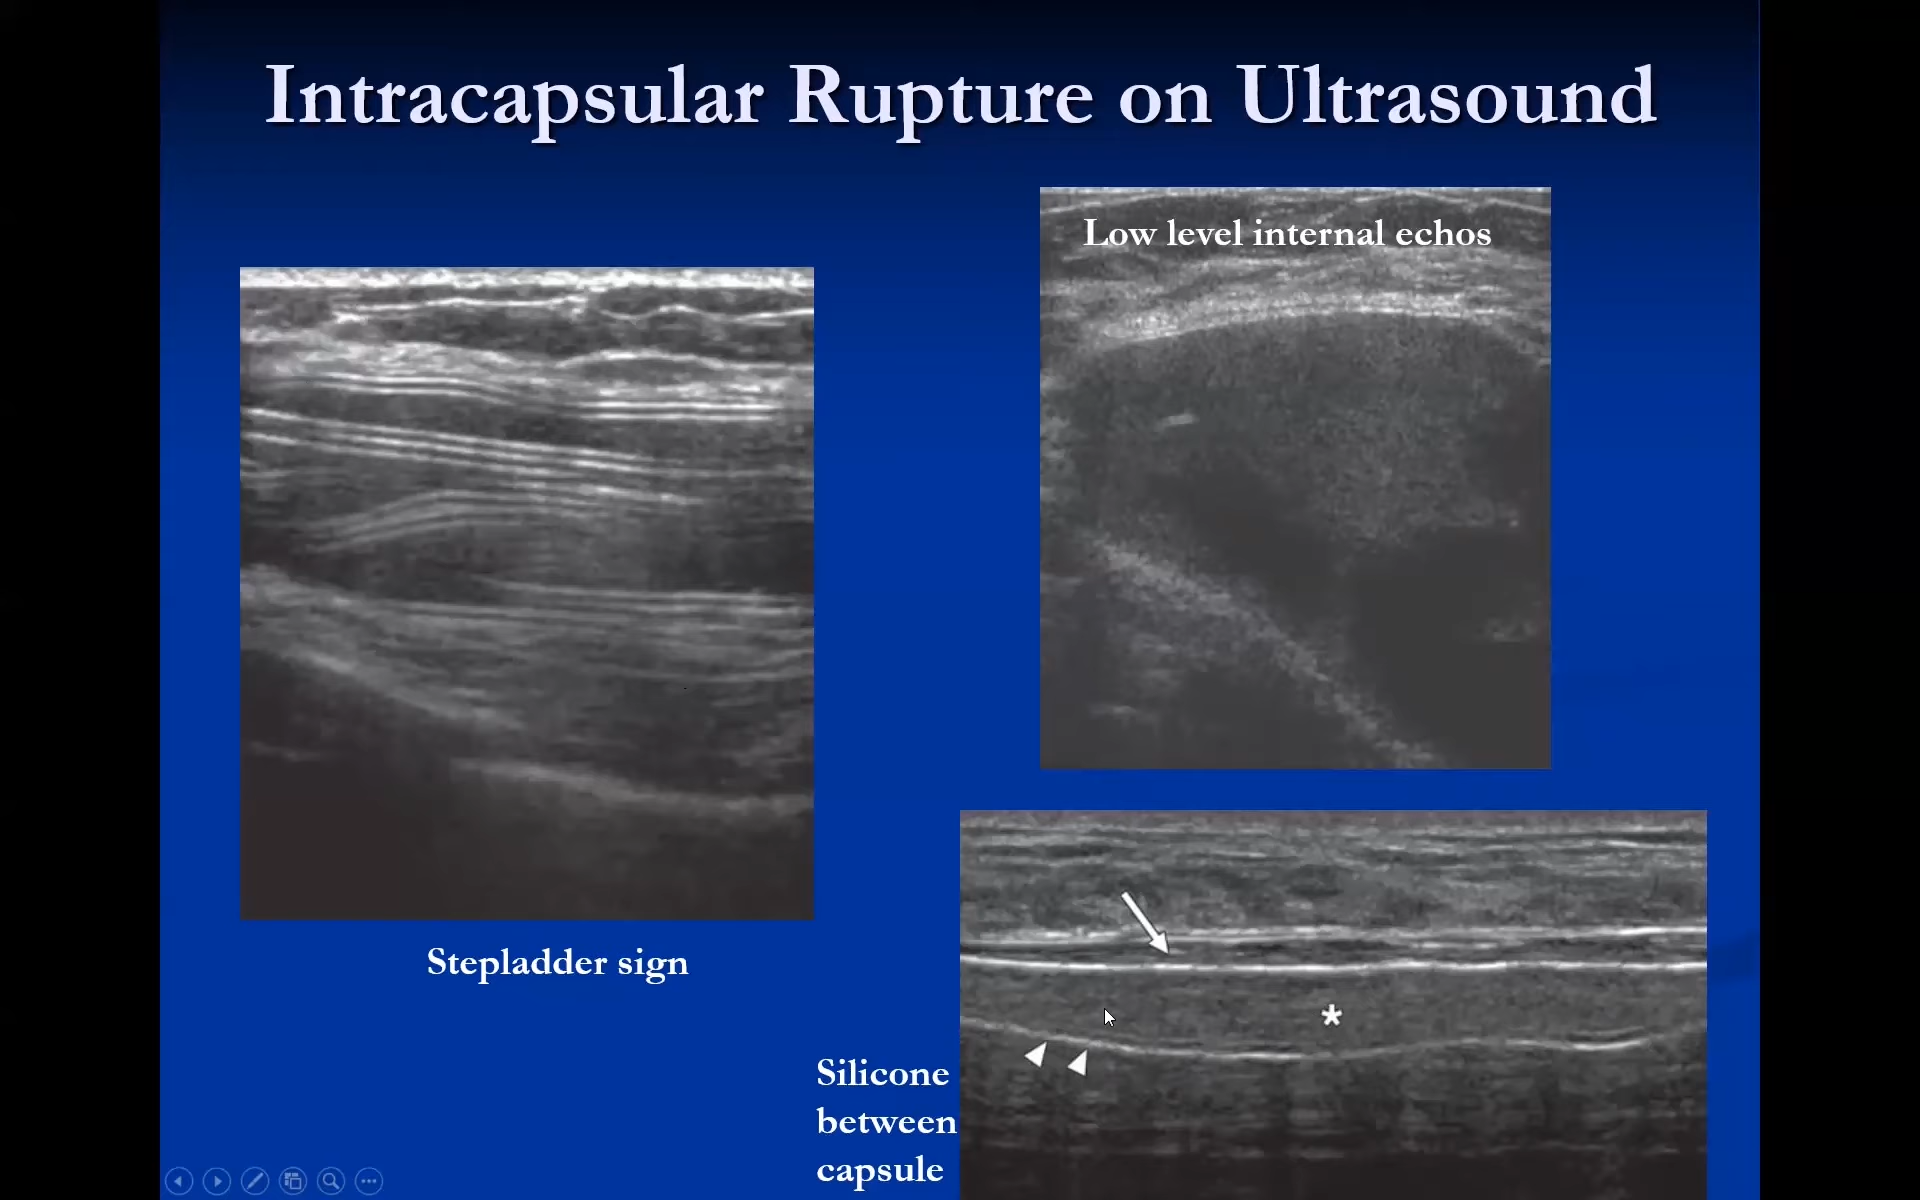 Intracapsular Rupture on Ultrasound
Low level internal echos
Stepladder sign
*
Silicone
between
capsule